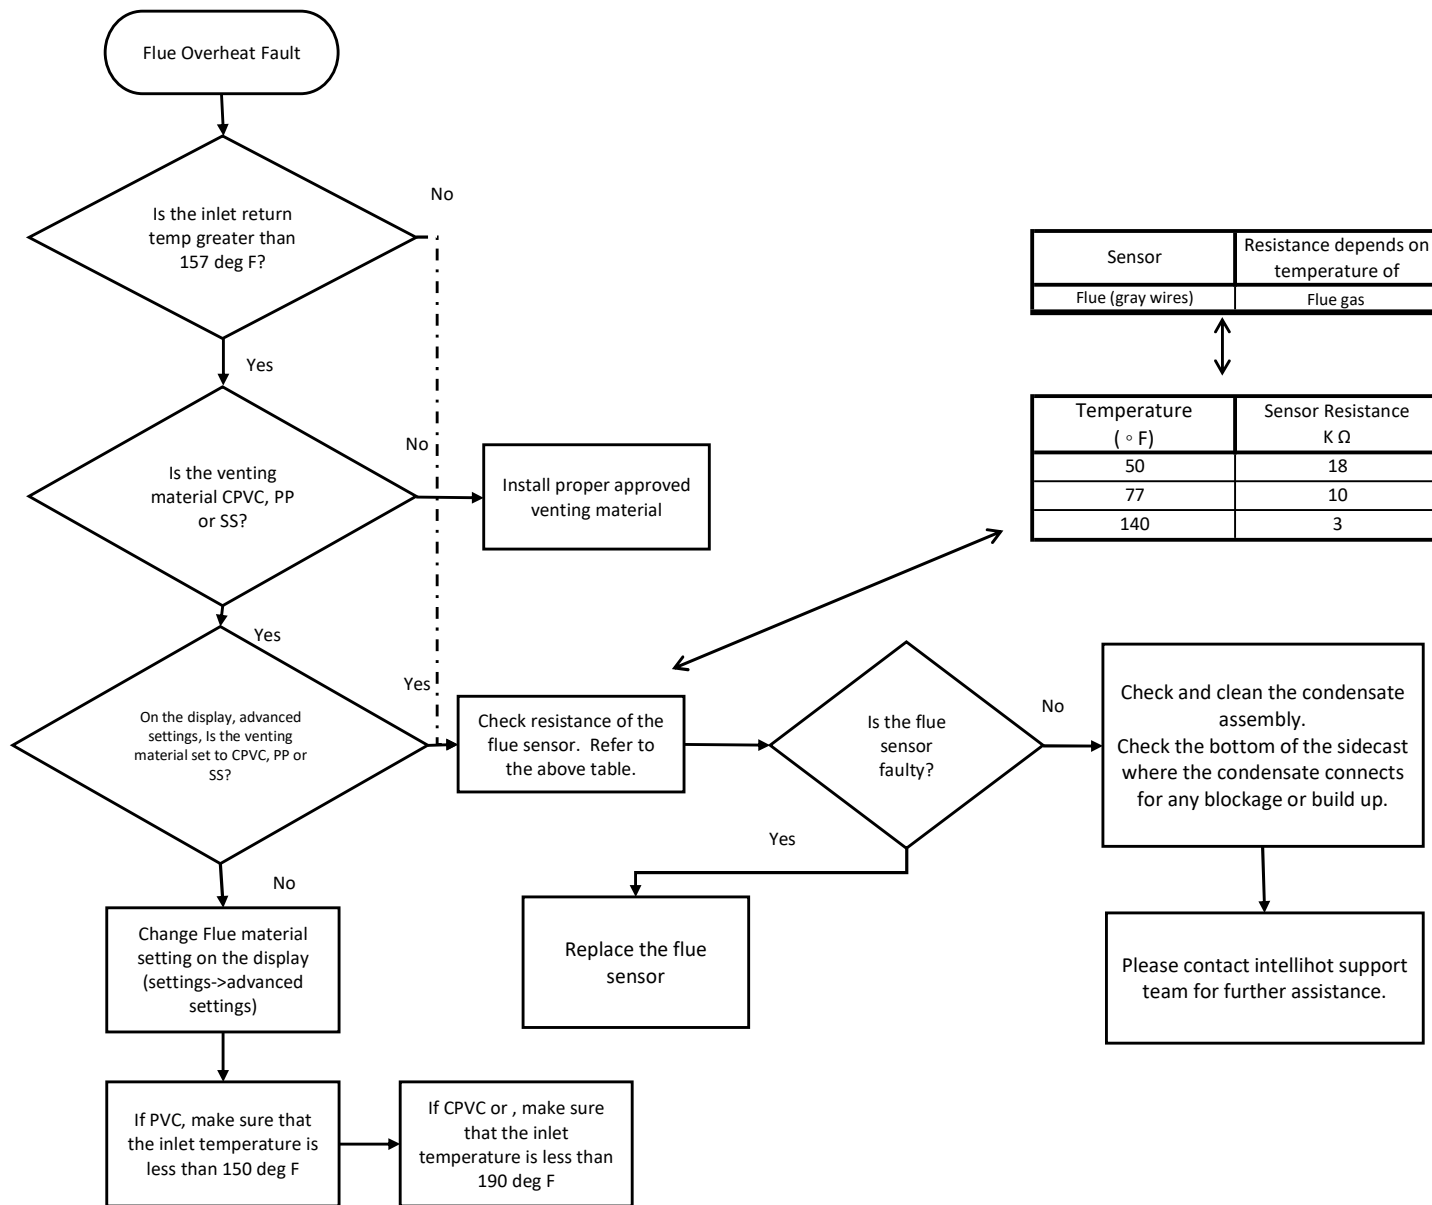 Flue Overheat Fault
No
Is the inlet return
temp greater than
157 deg F?
Yes
Sensor
Resistance depends on
temperature of
Flue (gray wires)
Flue gas
Temperature
( ◦ F)
Sensor Resistance
K Ω
50
18
77
10
140
3
No
Is the venting
material CPVC, PP
or SS?
Install proper approved
venting material
Yes
On the display, advanced
settings, Is the venting
material set to CPVC, PP or
SS?
Yes
Check resistance of the
flue sensor. Refer to
the above table.
Is the flue
sensor
faulty?
No
Check and clean the condensate
assembly.
Check the bottom of the sidecast
where the condensate connects
for any blockage or build up.
Yes
No
Change Flue material
setting on the display
(settings->advanced
settings)
Replace the flue
sensor
Please contact intellihot support
team for further assistance.
If PVC, make sure that
the inlet temperature is
less than 150 deg F
If CPVC or , make sure
that the inlet
temperature is less than
190 deg F